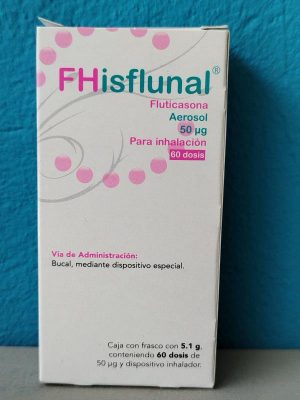 FHisflunal®
Fluticasona
Aerosol
50 µg
Para inhalación
60 dosis
Vía de Administración:
Bucal, mediante dispositivo especial.
Caja con frasco con 5.1 g,
conteniendo 60 dosis de
50 µg y dispositivo inhalador.